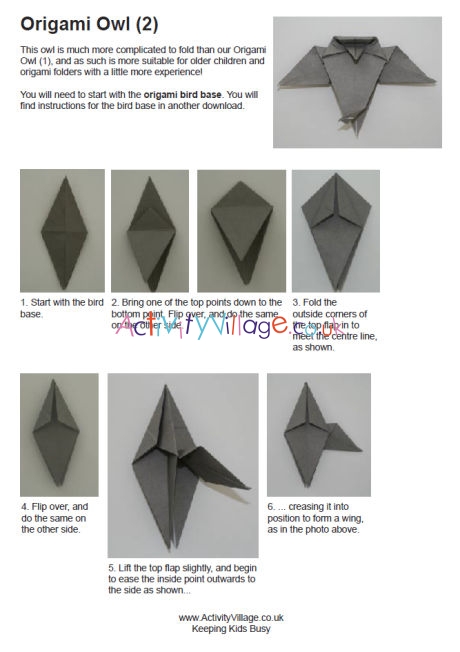 Origami Owl (2)
This owl is much more complicated to fold than our Origami
Owl (1), and as such is more suitable for older children and
origami folders with a little more experience!
You will need to start with the origami bird base. You will
find instructions for the bird base in another download.
1. Start with the bird
base.
2. Bring one of the top points down to the
bottom point. Flip over, and do the same
on the other side.
3. Fold the
outside corners of
the top flap in to
meet the centre line,
as shown.
ActivityVillage.co.uk
4. Flip over, and
do the same on
the other side.
5. Lift the top flap slightly, and begin
to ease the inside point outwards to
the side as shown...
6. ... creasing it into
position to form a wing,
as in the photo above.
www.ActivityVillage.co.uk
Keeping Kids Busy